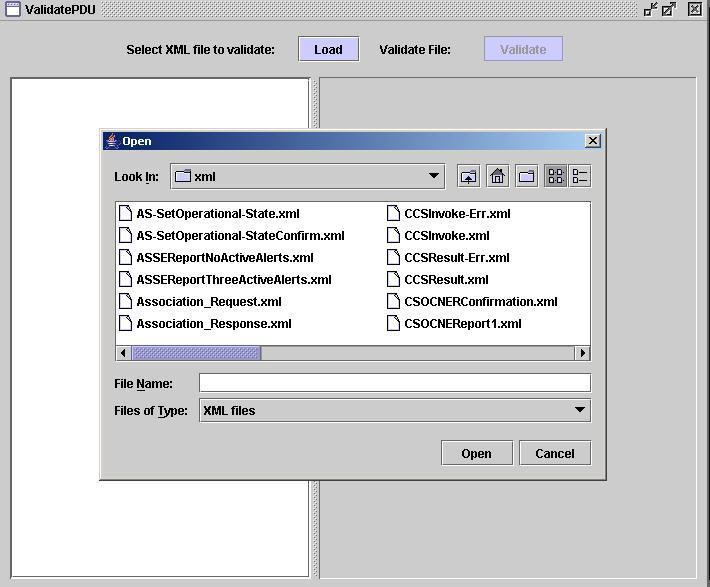 ValidatePDU
Select XML file to validate: Load Validate File: Validate
Open
Look In: xml
AS-SetOperational-State.xml
AS-SetOperational-StateConfirm.xml
ASSEReportNoActiveAlerts.xml
ASSEReportThreeActiveAlerts.xml
Association_Request.xml
Association_Response.xml
CCSInvoke-Err.xml
CCSInvoke.xml
CCSResult-Err.xml
CCSResult.xml
CSOCNERConfirmation.xml
CSOCNEReport1.xml
File Name:
Files of Type: XML files
Open Cancel